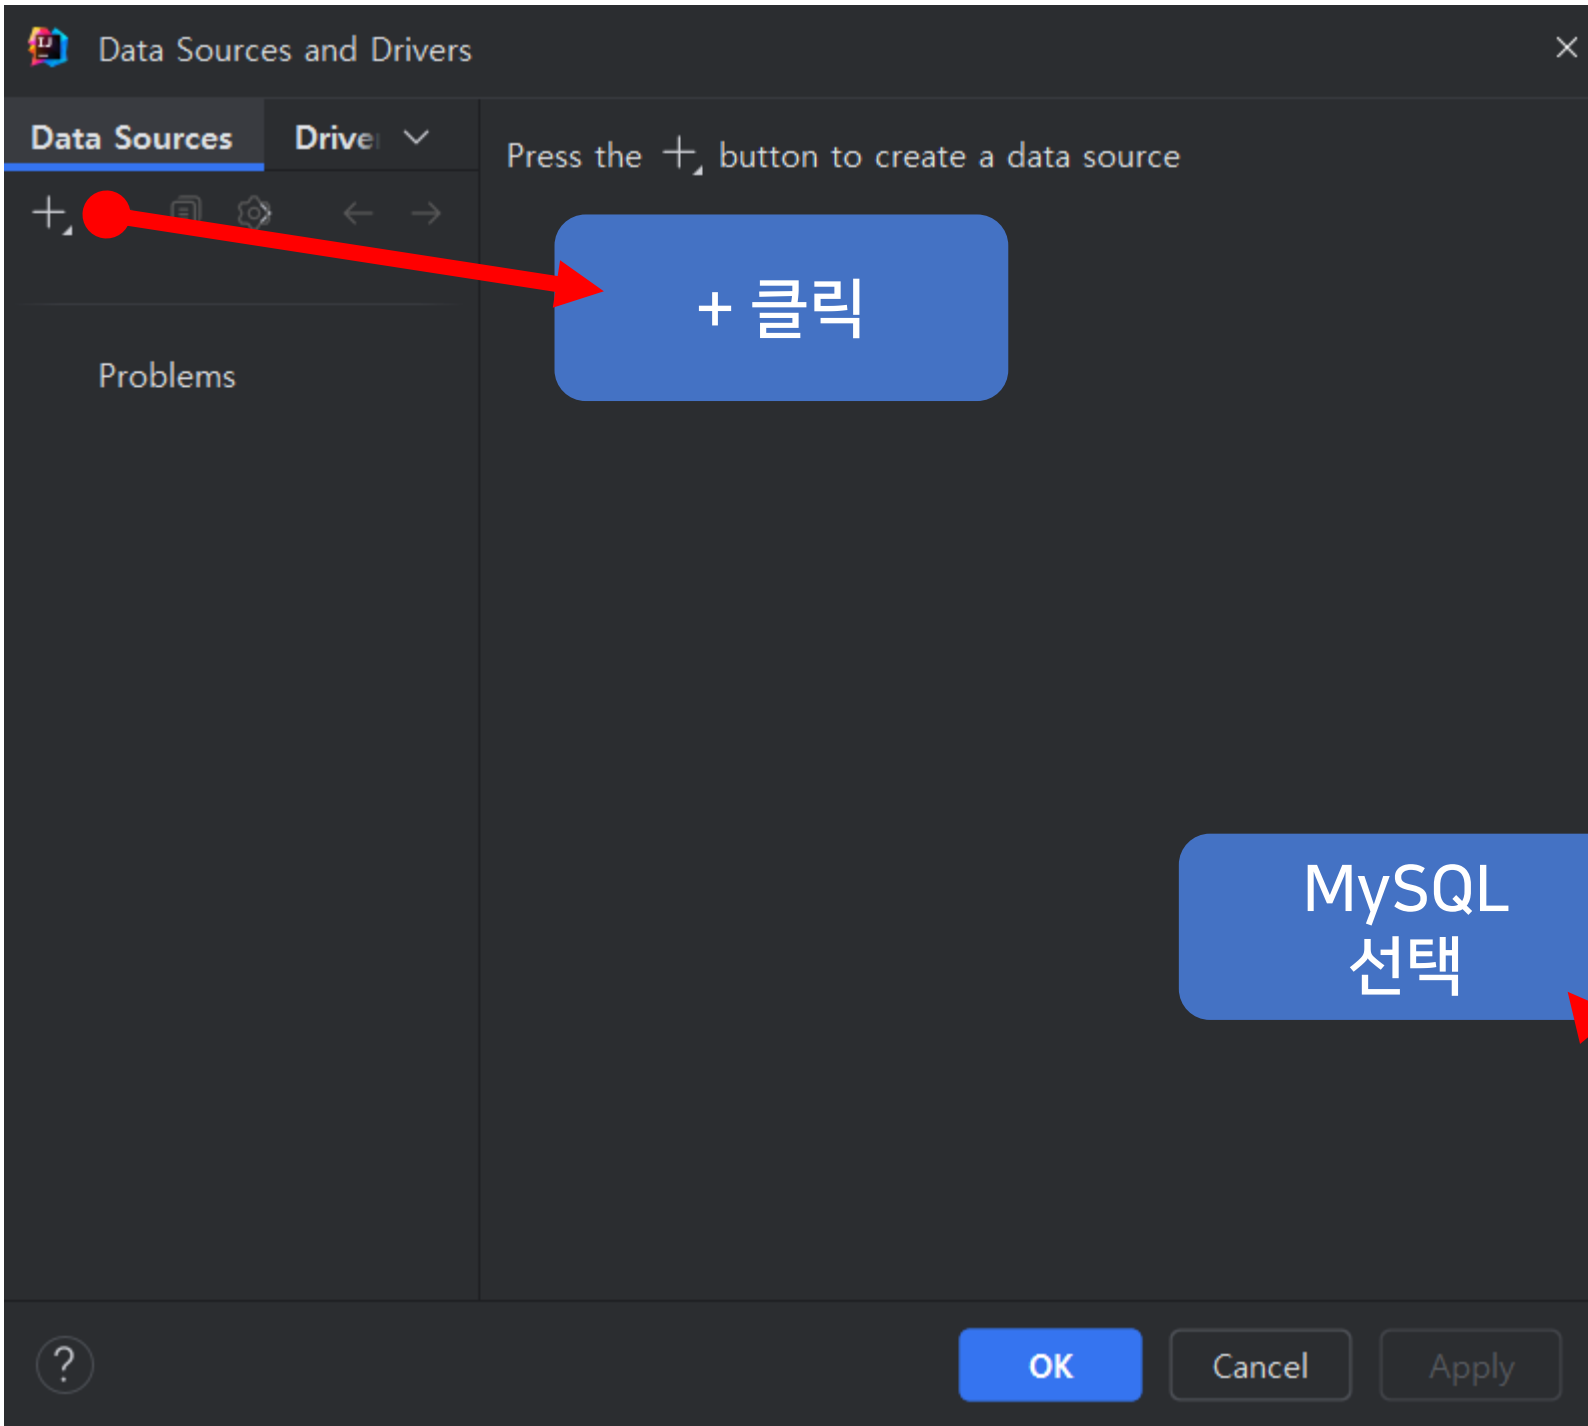 Data Sources and Drivers
Data Sources
Drive
Press the + button to create a data source
+ 클릭
Problems
MySQL
선택
?
OK
Cancel
Apply